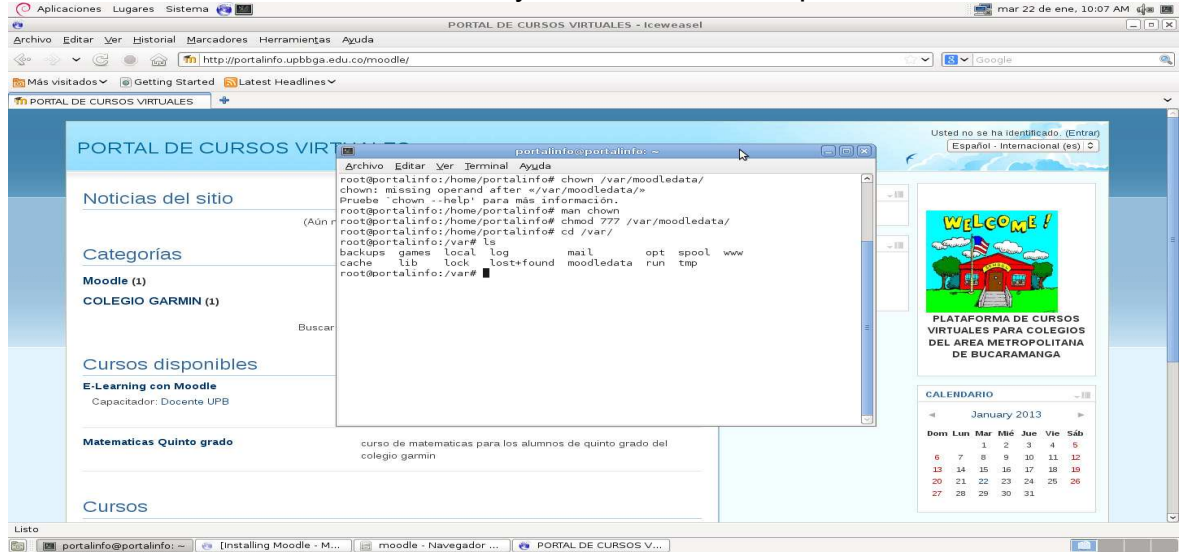 Aplicaciones Lugares Sistema
mar 22 de ene, 10:07 AM
PORTAL DE CURSOS VIRTUALES - Iceweasel
Archivo Editar Ver Historial Marcadores Herramientas Ayuda
http://portalinfo.upbbga.edu.co/moodle/
Google
Más visitados Getting Started Latest Headlines
PORTAL DE CURSOS VIRTUALES
Usted no se ha identificado. (Entrar)
Español - Internacional (es)
PORTAL DE CURSOS VIRT
Noticias del sitio
(Aún
Categorías
Moodle (1)
COLEGIO GARMIN (1)
Buscar
Cursos disponibles
E-Learning con Moodle
Capacitador: Docente UPB
Matematicas Quinto grado
curso de matematicas para los alumnos de quinto grado del
colegio garmin
Cursos
portalinfo@portalinfo: ~
Archivo Editar Ver Terminal Ayuda
root@portalinfo:/home/portalinfo# chown /var/moodledata/
chown: missing operand after «/var/moodledata/»
Pruebe `chown --help' para más información.
root@portalinfo:/home/portalinfo# man chown
root@portalinfo:/home/portalinfo# chmod 777 /var/moodledata/
root@portalinfo:/home/portalinfo# cd /var/
root@portalinfo:/var# ls
backups games local log mail opt spool www
cache lib lock lost+found moodledata run tmp
root@portalinfo:/var#
WELCOME!
PLATAFORMA DE CURSOS
VIRTUALES PARA COLEGIOS
DEL AREA METROPOLITANA
DE BUCARAMANGA
CALENDARIO
January 2013
Dom Lun Mar Mié Jue Vie Sáb
1 2 3 4 5
6 7 8 9 10 11 12
13 14 15 16 17 18 19
20 21 22 23 24 25 26
27 28 29 30 31
Listo
portalinfo@portalinfo: ~
[Installing Moodle - M...
moodle - Navegador ...
PORTAL DE CURSOS V...